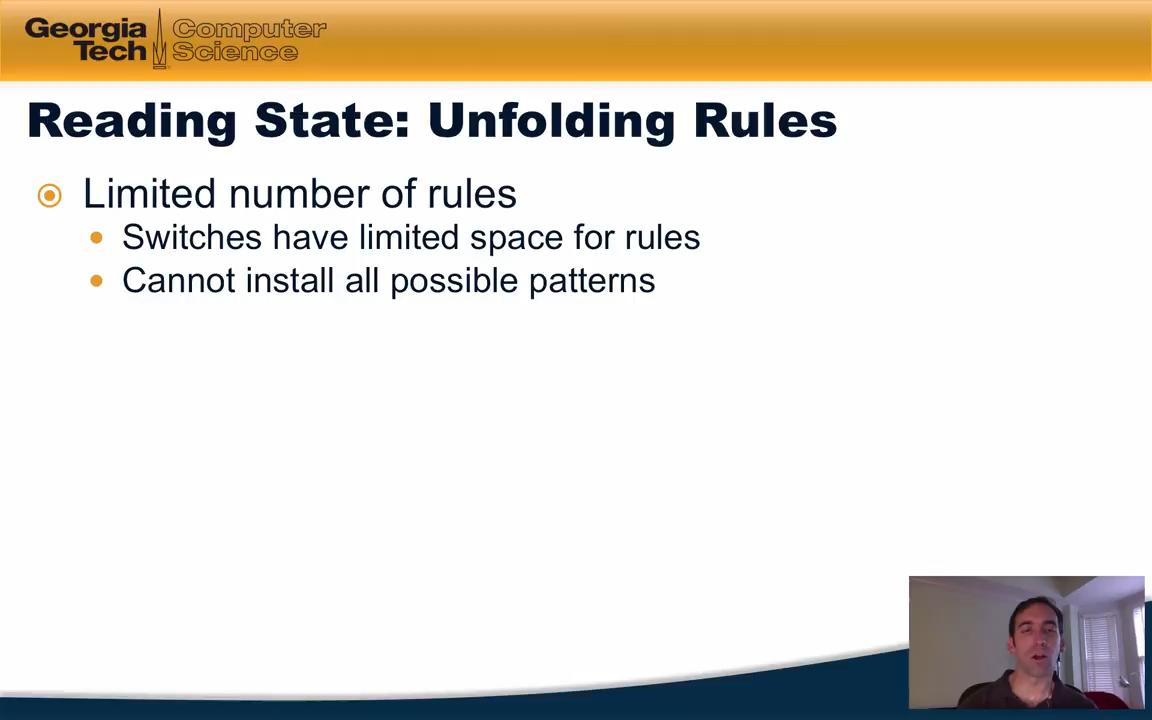 Georgia Tech
Computer Science
Reading State: Unfolding Rules
Limited number of rules
Switches have limited space for rules
Cannot install all possible patterns